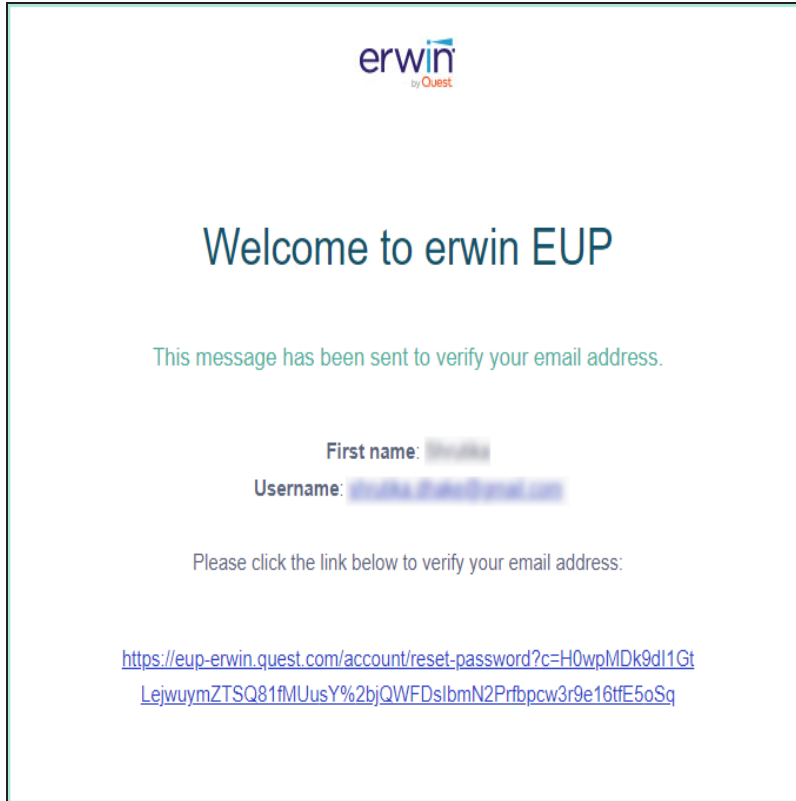 erwin
by Quest
Welcome to erwin EUP
This message has been sent to verify your email address.
First name:
Username:
Please click the link below to verify your email address:
https://eup-erwin.quest.com/account/reset-password?c=H0wpMDk9dI1Gt
LejwuymZTSQ81fMUusY%2bjQWFDsIbmN2Prfbpcw3r9e16tfE5oSq